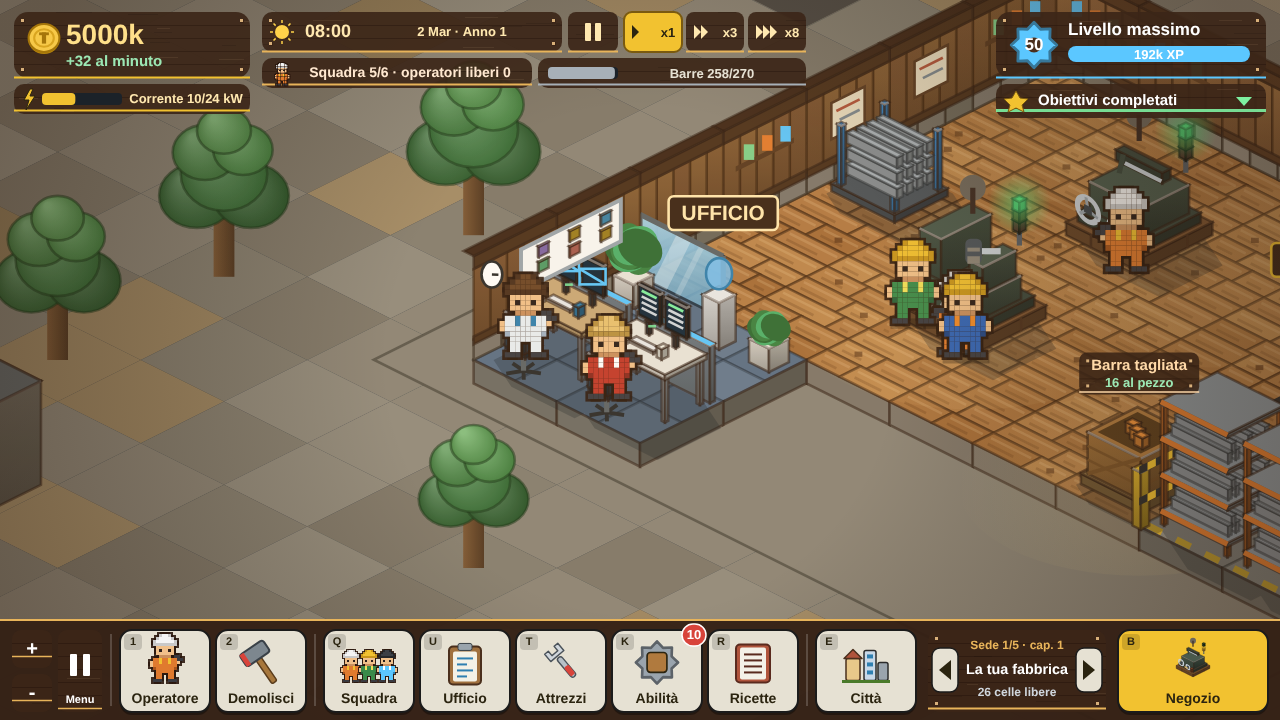 5000k
+32 al minuto
Corrente 10/24 kW
08:00
2 Mar · Anno 1
x1
x3
x8
Squadra 5/6 · operatori liberi 0
Barre 258/270
50
Livello massimo
192k XP
Obiettivi completati
UFFICIO
Barra tagliata
16 al pezzo
+
-
Menu
1
Operatore
2
Demolisci
Q
Squadra
U
Ufficio
T
Attrezzi
K
10
Abilità
R
Ricette
E
Città
Sede 1/5 · cap. 1
La tua fabbrica
26 celle libere
B
Negozio